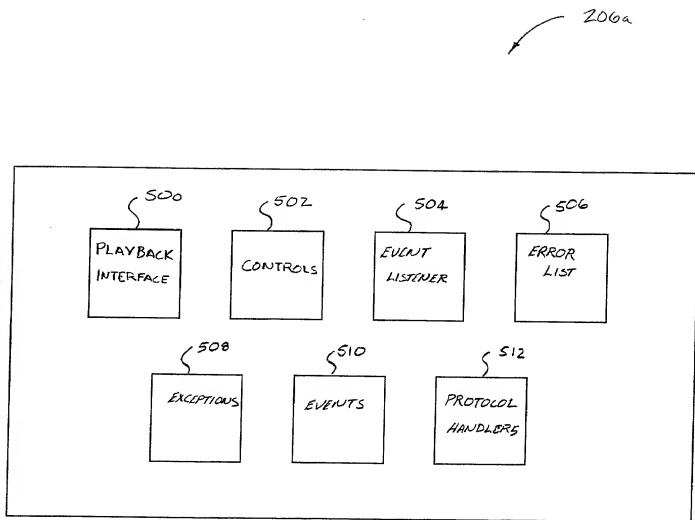 206a
500
502
504
506
PLAYBACK
INTERFACE
CONTROLS
EVENT
LISTENER
ERROR
LIST
508
510
512
EXCEPTIONS
EVENTS
PROTOCOL
HANDLERS